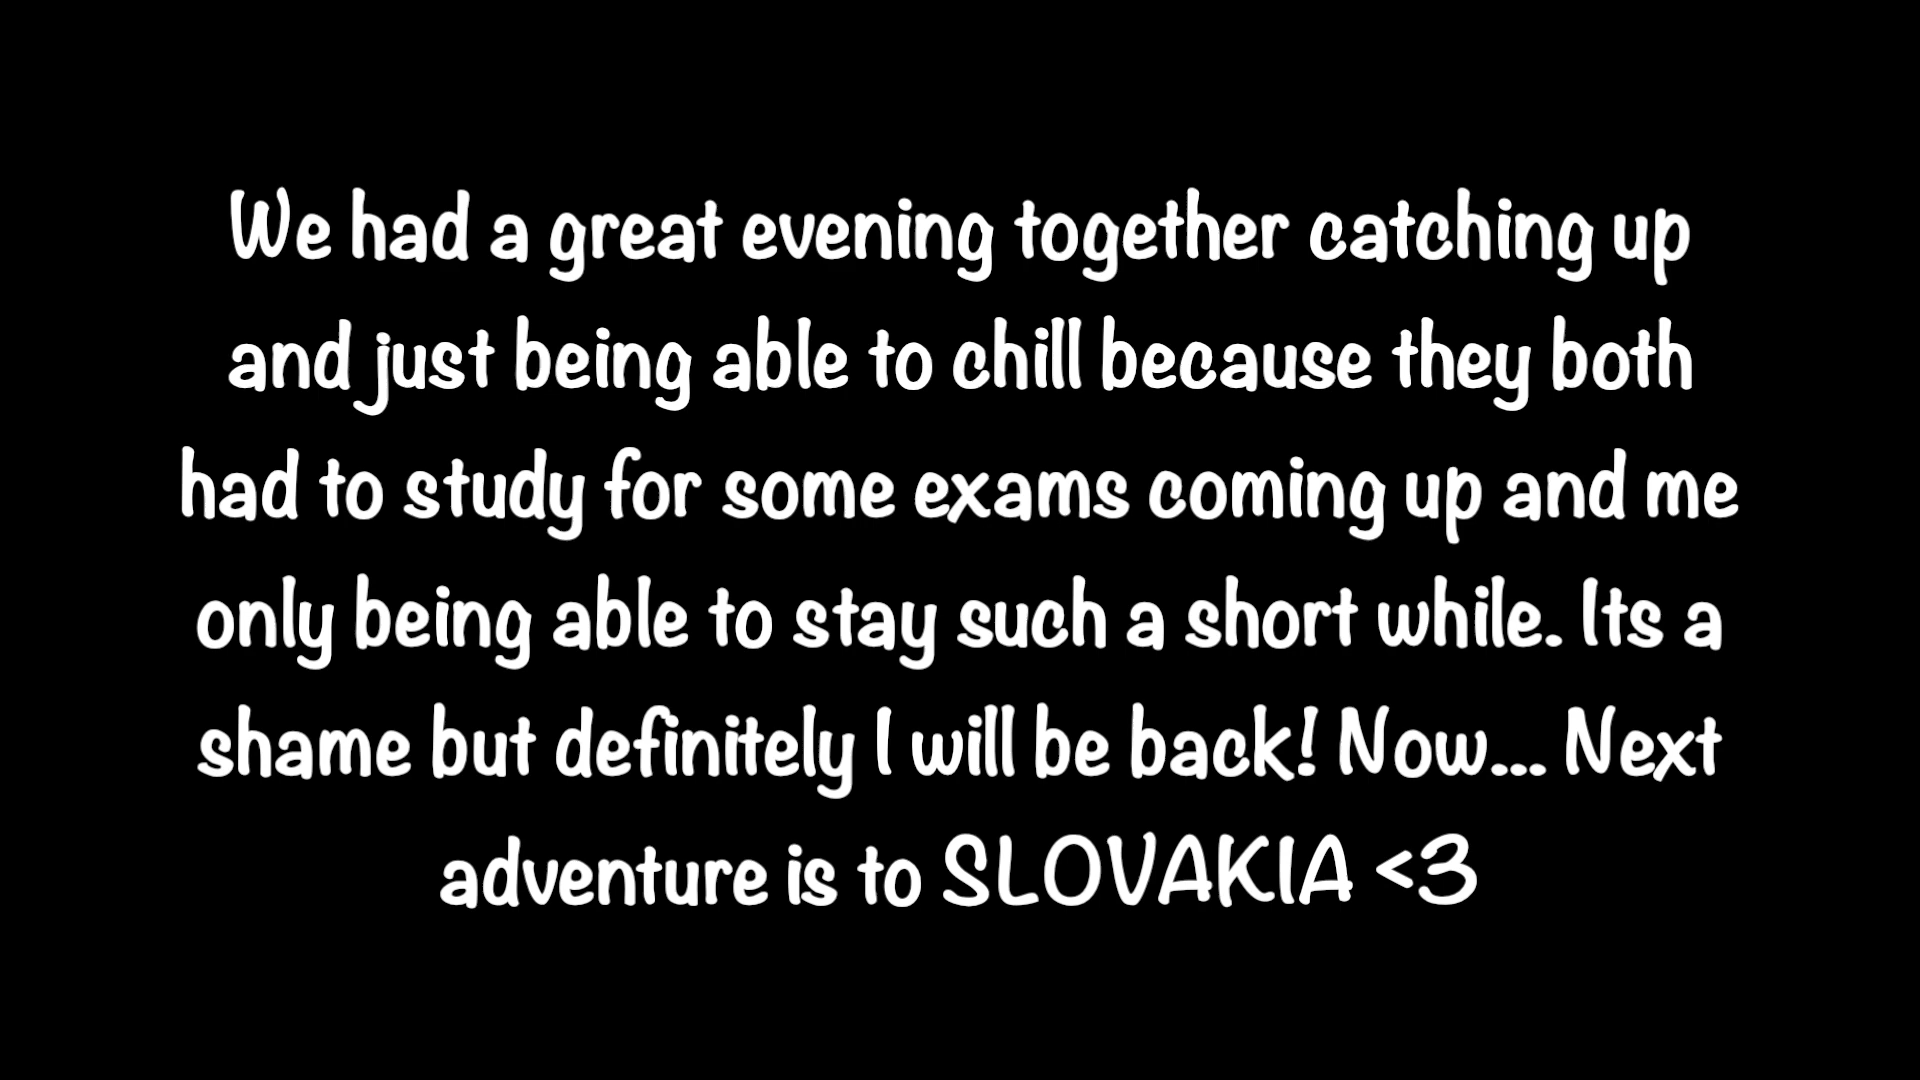 We had a great evening together catching up
and just being able to chill because they both
had to study for some exams coming up and me
only being able to stay such a short while. Its a
shame but definitely I will be back! Now... Next
adventure is to SLOVAKIA <3